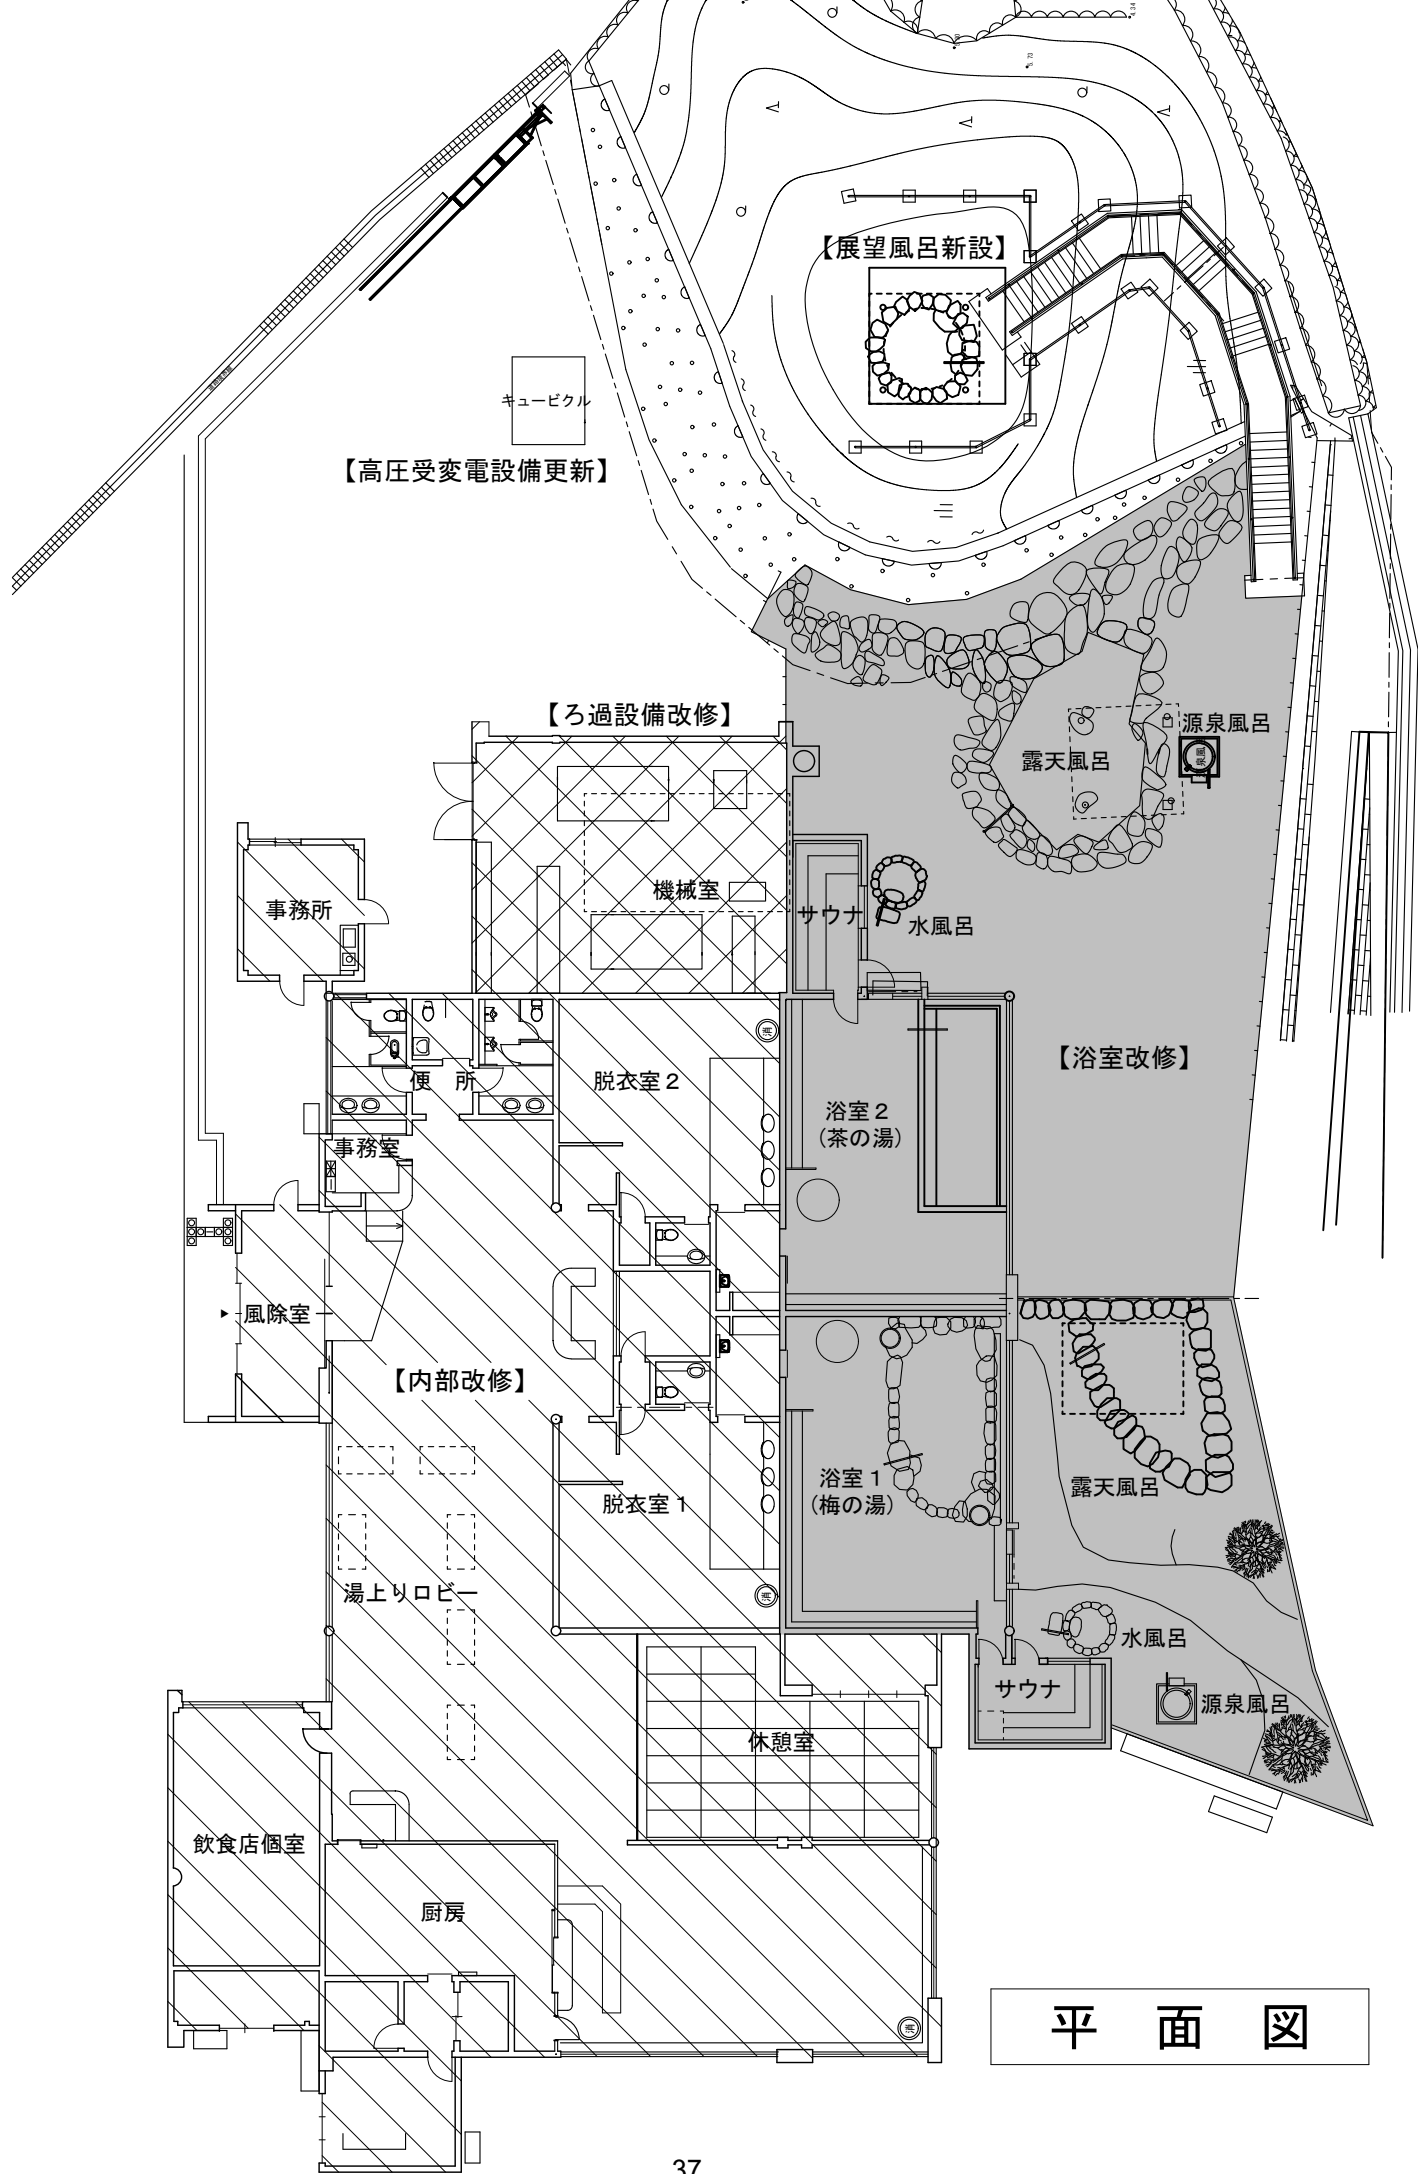 【展望風呂新設】
キュービクル
【高圧受変電設備更新】
【ろ過設備改修】
源泉風呂
露天風呂
機械室
サウナ
水風呂
事務所
【浴室改修】
便 所
脱衣室2
消
浴室2
(茶の湯)
事務室
風除室
【内部改修】
浴室1
(梅の湯)
露天風呂
脱衣室1
消
湯上りロビー
水風呂
サウナ
源泉風呂
休憩室
飲食店個室
厨房
消
平 面 図
37